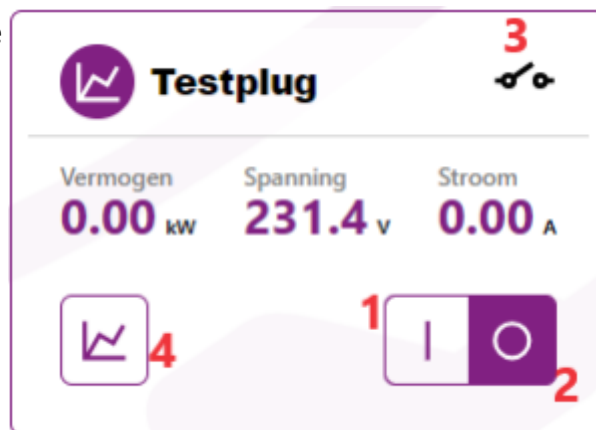 e
3
Testplug
Vermogen Spanning Stroom
0.00 kW 231.4 V 0.00 A
1
4
2